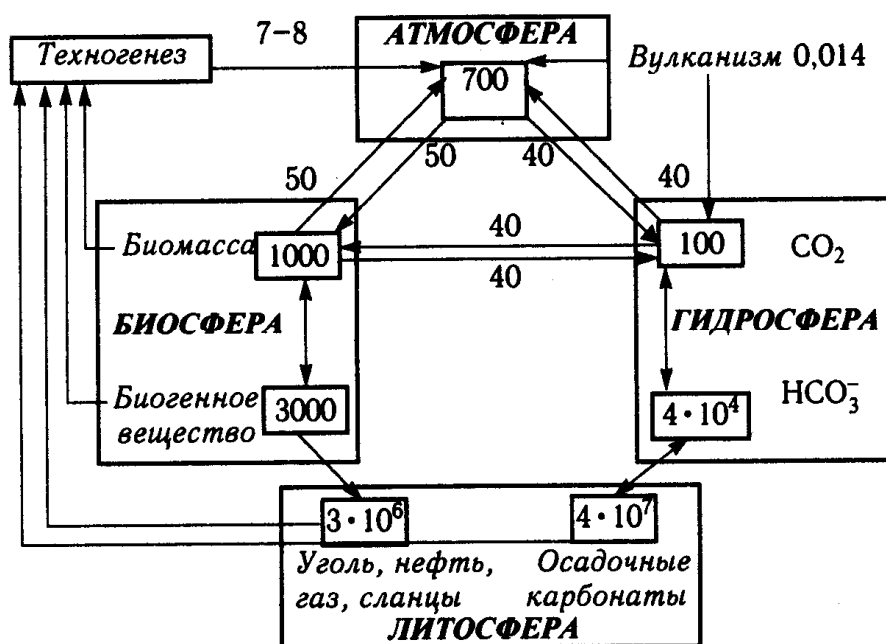 7–8
АТМОСФЕРА
Техногенез
Вулканизм 0,014
700
50
40
50
40
40
Биомасса
1000
100
CO₂
40
БИОСФЕРА
ГИДРОСФЕРА
Биогенное
вещество
3000
4 · 10⁴
HCO₃⁻
3 · 10⁶
4 · 10⁷
Уголь, нефть,
газ, сланцы
Осадочные
карбонаты
ЛИТОСФЕРА